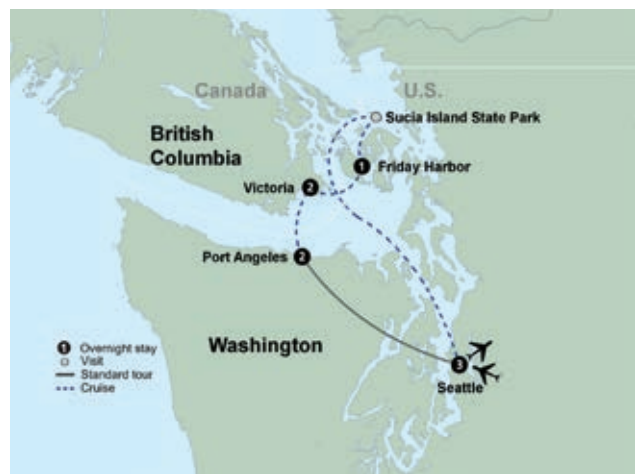 Canada
U.S.
Sucia Island State Park
British
Columbia
1
Friday Harbor
Victoria
2
Port Angeles
2
Washington
1 Overnight stay
Visit
Standard tour
Cruise
3
Seattle